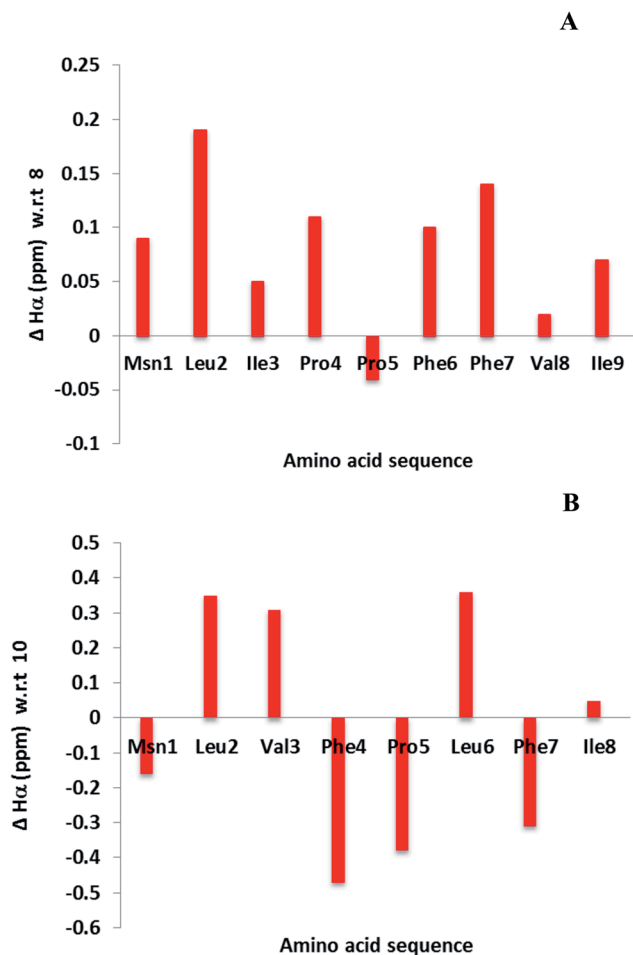 A
0.25
0.2
0.15
0.1
0.05
0
-0.05
-0.1
Δ Hα (ppm) w.r.t 8
Msn1 Leu2 Ile3 Pro4 Pro5 Phe6 Phe7 Val8 Ile9
Amino acid sequence
B
0.5
0.4
0.3
0.2
0.1
0
-0.1
-0.2
-0.3
-0.4
-0.5
-0.6
Δ Hα (ppm) w.r.t 10
Msn1 Leu2 Val3 Phe4 Pro5 Leu6 Phe7 Ile8
Amino acid sequence